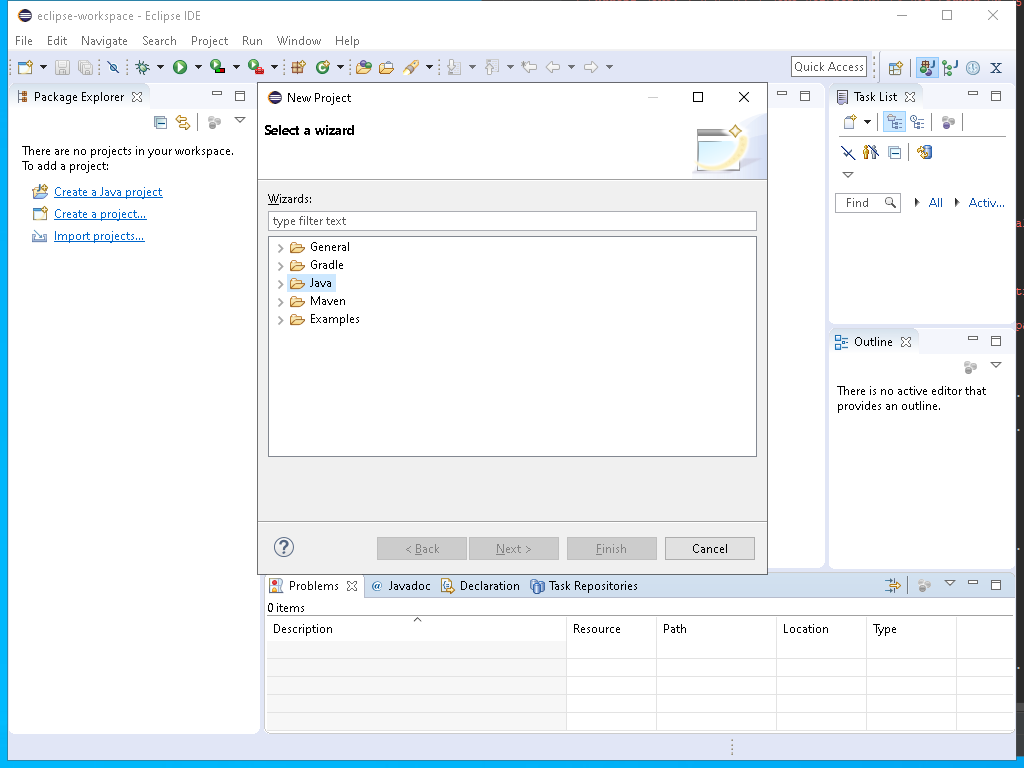 eclipse-workspace - Eclipse IDE
File Edit Navigate Search Project Run Window Help
Quick Access
Package Explorer
There are no projects in your workspace.
To add a project:
Create a Java project
Create a project...
Import projects...
New Project
Select a wizard
Wizards:
type filter text
General
Gradle
Java
Maven
Examples
< Back Next > Finish Cancel
Task List
Find All Activ...
Outline
There is no active editor that
provides an outline.
Problems @ Javadoc Declaration Task Repositories
0 items
Description Resource Path Location Type